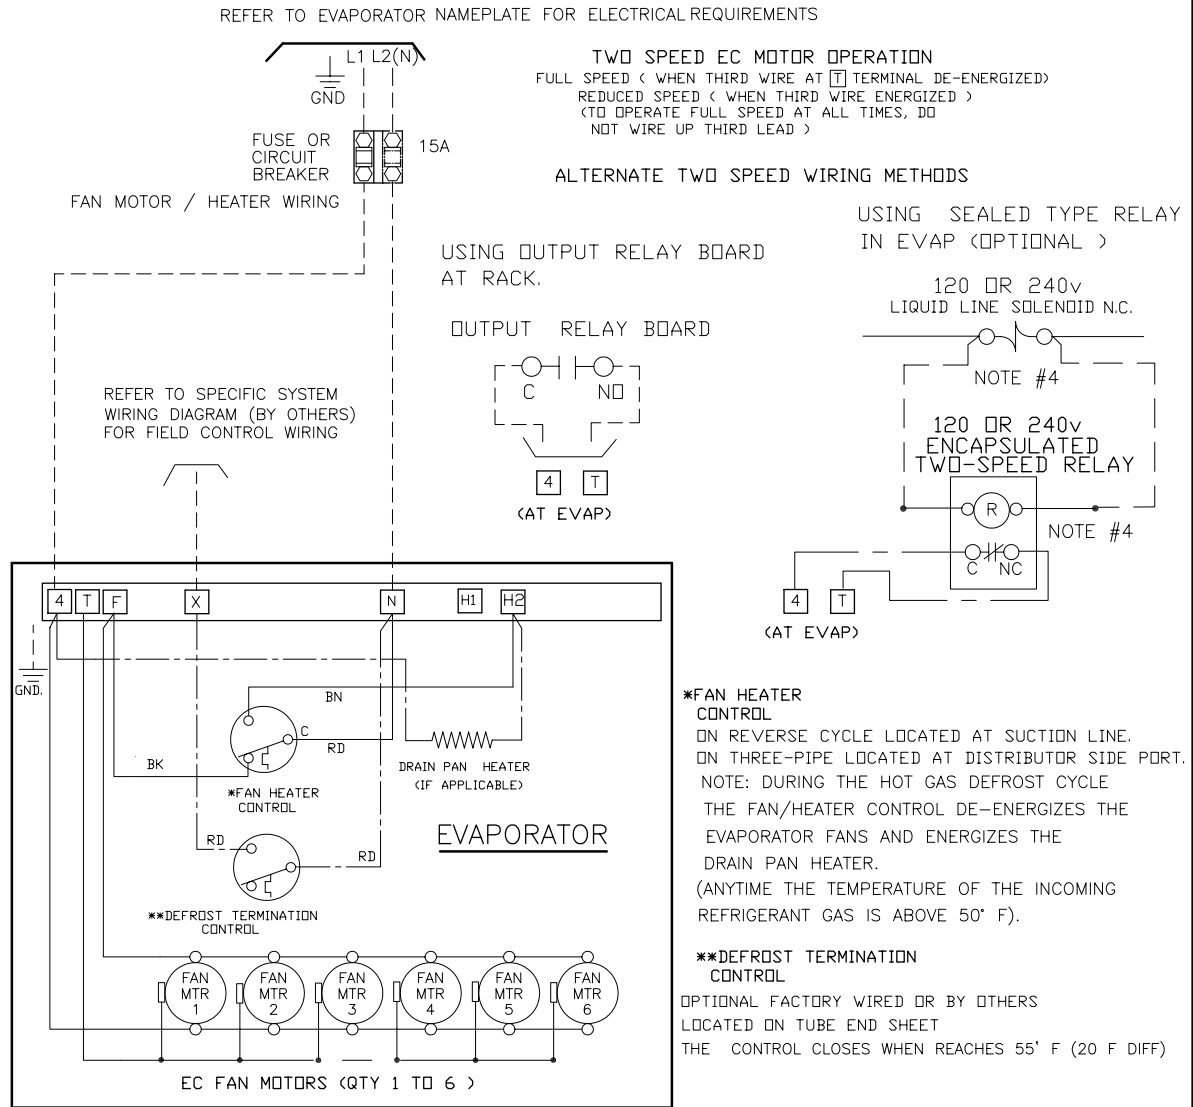 REFER TO EVAPORATOR NAMEPLATE FOR ELECTRICAL REQUIREMENTS
L1 L2(N)
GND
FUSE OR
CIRCUIT
BREAKER
15A
FAN MOTOR / HEATER WIRING
TWO SPEED EC MOTOR OPERATION
FULL SPEED ( WHEN THIRD WIRE AT T TERMINAL DE-ENERGIZED)
REDUCED SPEED ( WHEN THIRD WIRE ENERGIZED )
(TO OPERATE FULL SPEED AT ALL TIMES, DO
NOT WIRE UP THIRD LEAD )
ALTERNATE TWO SPEED WIRING METHODS
USING OUTPUT RELAY BOARD
AT RACK.
OUTPUT RELAY BOARD
C NO
4 T
(AT EVAP)
USING SEALED TYPE RELAY
IN EVAP (OPTIONAL )
120 OR 240v
LIQUID LINE SOLENOID N.C.
NOTE #4
120 OR 240v
ENCAPSULATED
TWO-SPEED RELAY
R
NOTE #4
C NC
4 T
(AT EVAP)
REFER TO SPECIFIC SYSTEM
WIRING DIAGRAM (BY OTHERS)
FOR FIELD CONTROL WIRING
4 T F X N H1 H2
GND.
BN
C
RD
BK
*FAN HEATER
CONTROL
DRAIN PAN HEATER
(IF APPLICABLE)
EVAPORATOR
RD
RD
**DEFROST TERMINATION
CONTROL
FAN MTR 1
FAN MTR 2
FAN MTR 3
FAN MTR 4
FAN MTR 5
FAN MTR 6
EC FAN MOTORS (QTY 1 TO 6 )
*FAN HEATER
CONTROL
ON REVERSE CYCLE LOCATED AT SUCTION LINE.
ON THREE-PIPE LOCATED AT DISTRIBUTOR SIDE PORT.
NOTE: DURING THE HOT GAS DEFROST CYCLE
THE FAN/HEATER CONTROL DE-ENERGIZES THE
EVAPORATOR FANS AND ENERGIZES THE
DRAIN PAN HEATER.
(ANYTIME THE TEMPERATURE OF THE INCOMING
REFRIGERANT GAS IS ABOVE 50° F).
**DEFROST TERMINATION
CONTROL
OPTIONAL FACTORY WIRED OR BY OTHERS
LOCATED ON TUBE END SHEET
THE CONTROL CLOSES WHEN REACHES 55' F (20 F DIFF)